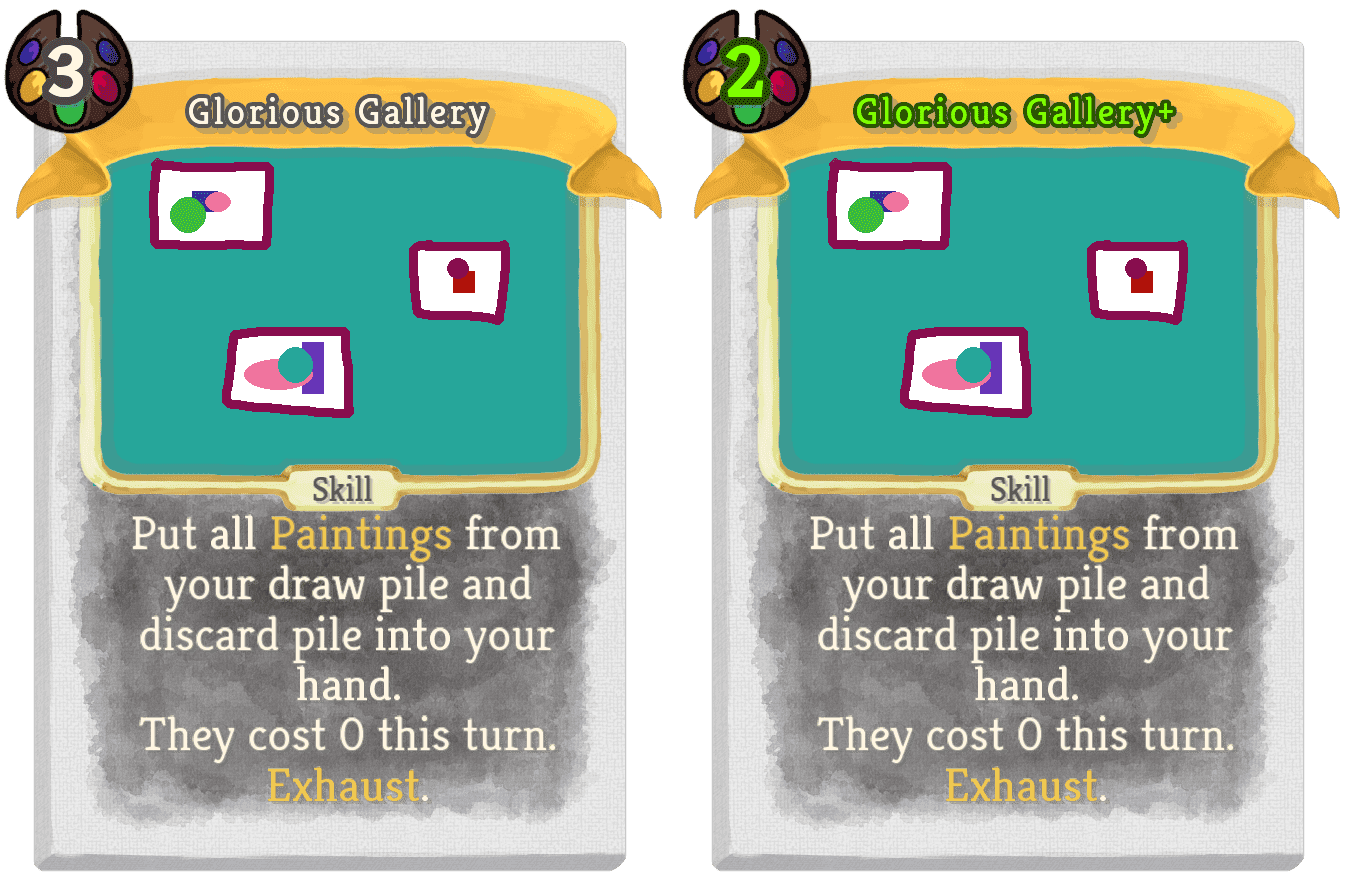 3
Glorious Gallery
Skill
Put all Paintings from
your draw pile and
discard pile into your
hand.
They cost 0 this turn.
Exhaust.
2
Glorious Gallery+
Skill
Put all Paintings from
your draw pile and
discard pile into your
hand.
They cost 0 this turn.
Exhaust.